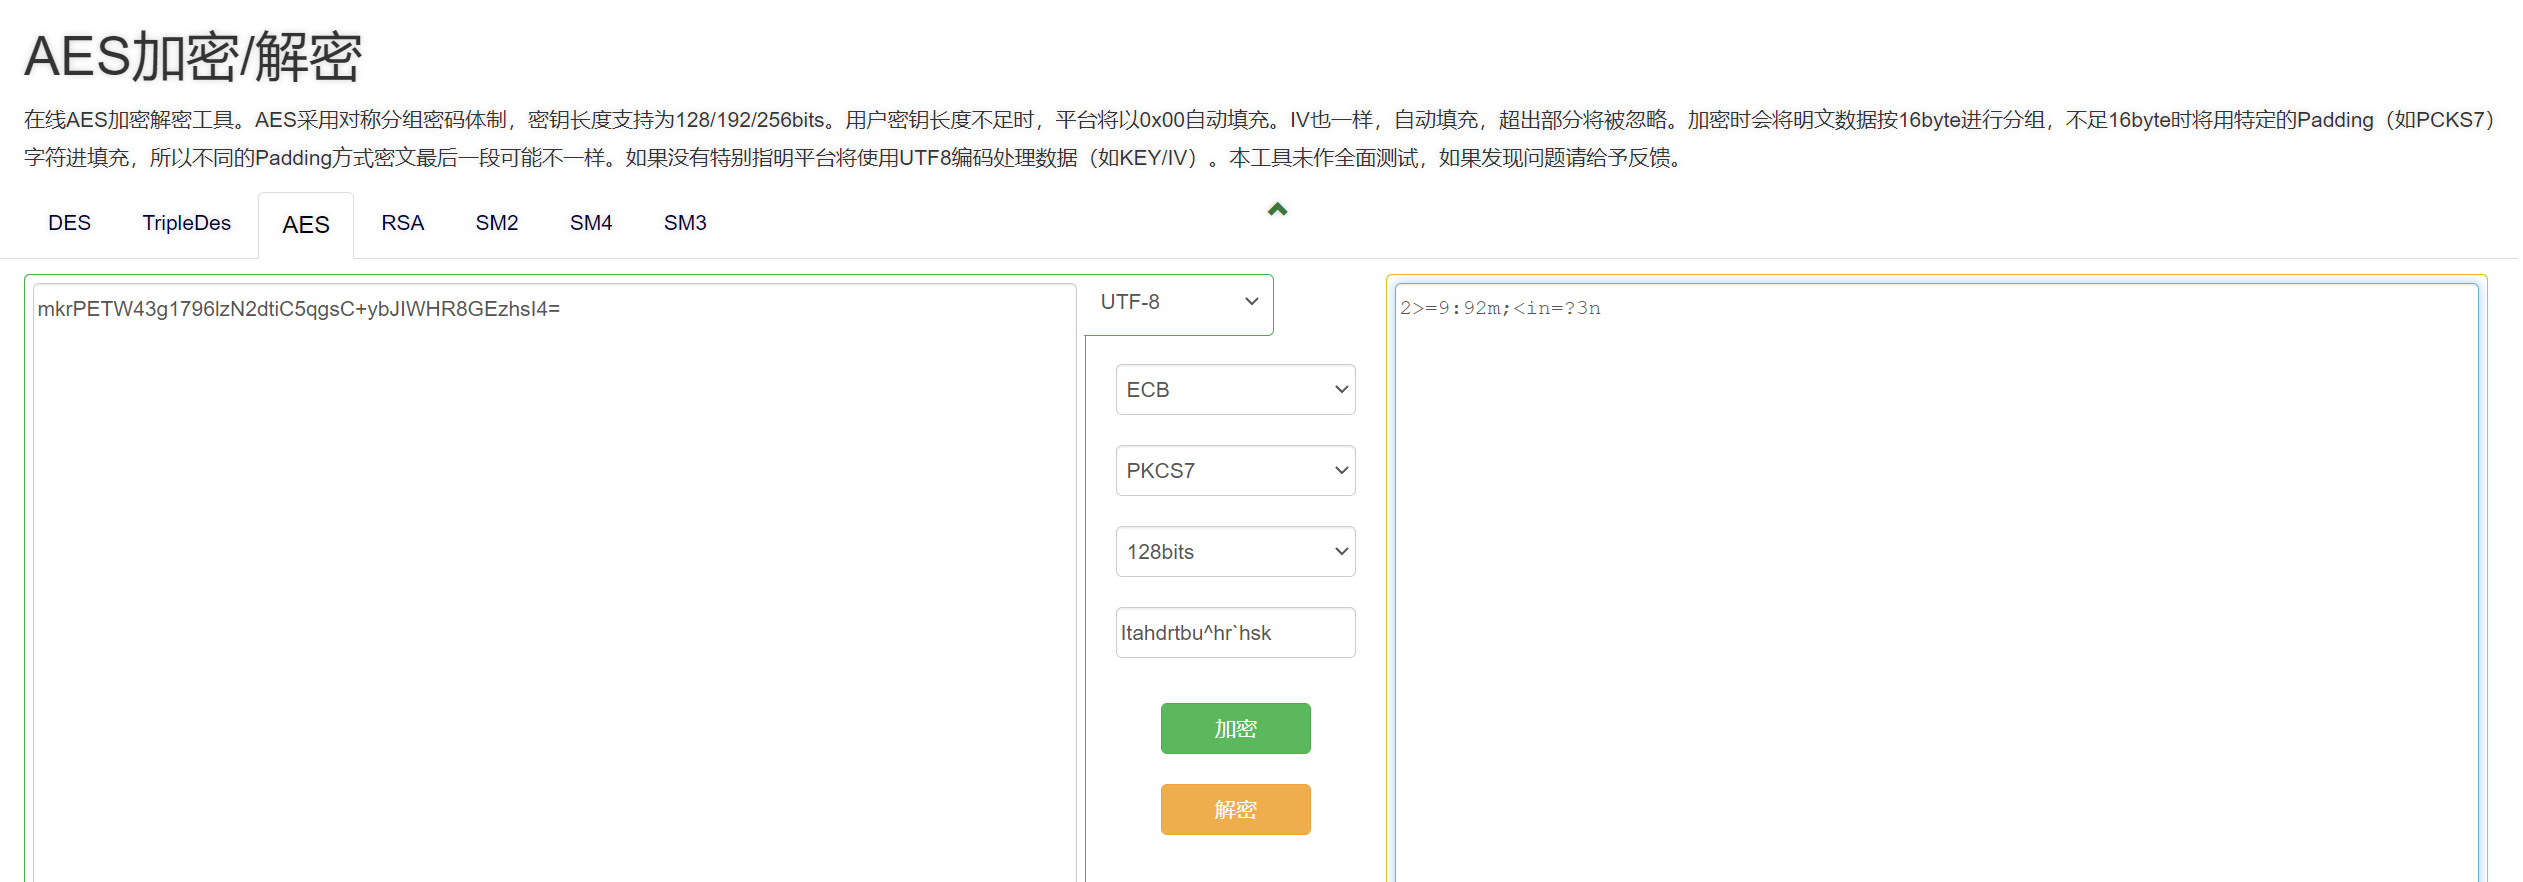 AES加密/解密
在线AES加密解密工具。AES采用对称分组密码体制，密钥长度支持为128/192/256bits。用户密钥长度不足时，平台将以0x00自动填充。IV也一样，自动填充，超出部分将被忽略。加密时会将明文数据按16byte进行分组，不足16byte时将用特定的Padding（如PCKS7）
字符进填充，所以不同的Padding方式密文最后一段可能不一样。如果没有特别指明平台将使用UTF8编码处理数据（如KEY/IV）。本工具未作全面测试，如果发现问题请给予反馈。
DES TripleDes AES RSA SM2 SM4 SM3
mkrPETW43g1796lzN2dtiC5qgsC+ybJIWHR8GEzhsI4=
UTF-8
2>=9:92m;<in=?3n
ECB
PKCS7
128bits
Itahdrtbu^hr`hsk
加密
解密